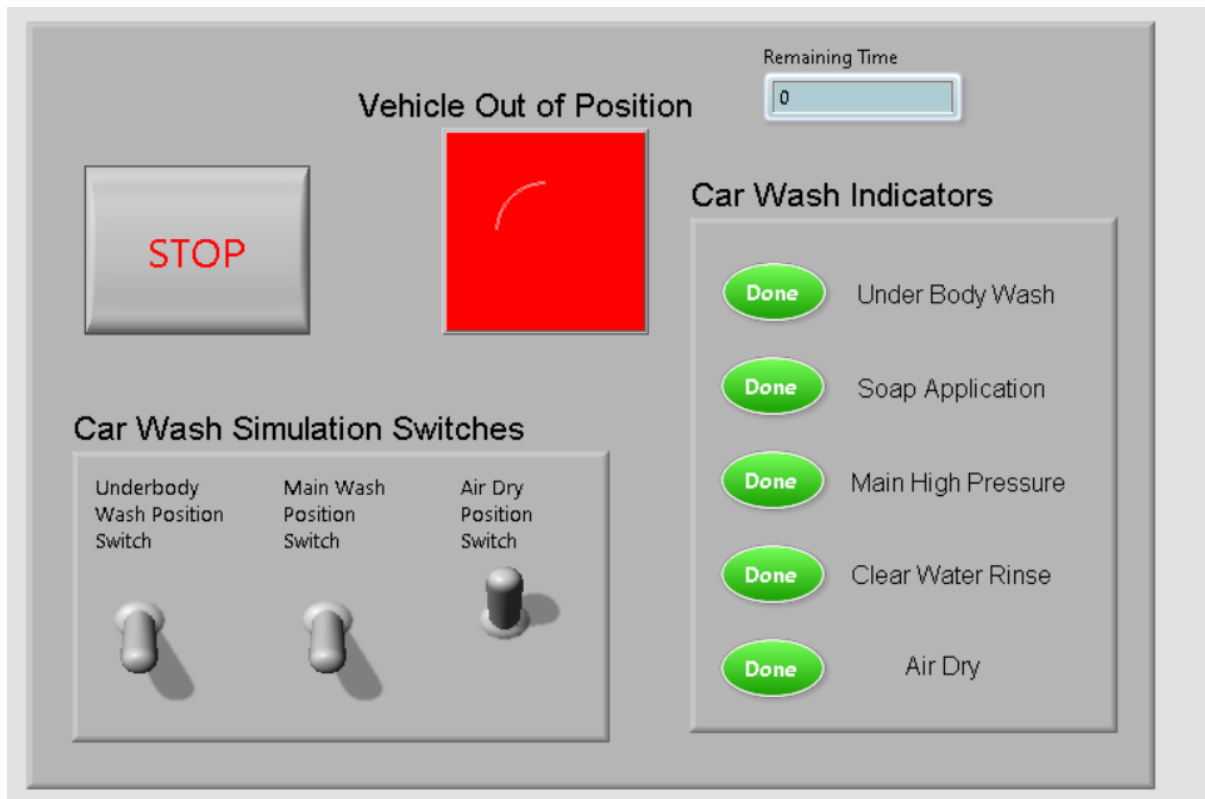 Remaining Time
0
Vehicle Out of Position
STOP
Car Wash Indicators
Done Under Body Wash
Done Soap Application
Done Main High Pressure
Done Clear Water Rinse
Done Air Dry
Car Wash Simulation Switches
Underbody
Wash Position
Switch
Main Wash
Position
Switch
Air Dry
Position
Switch